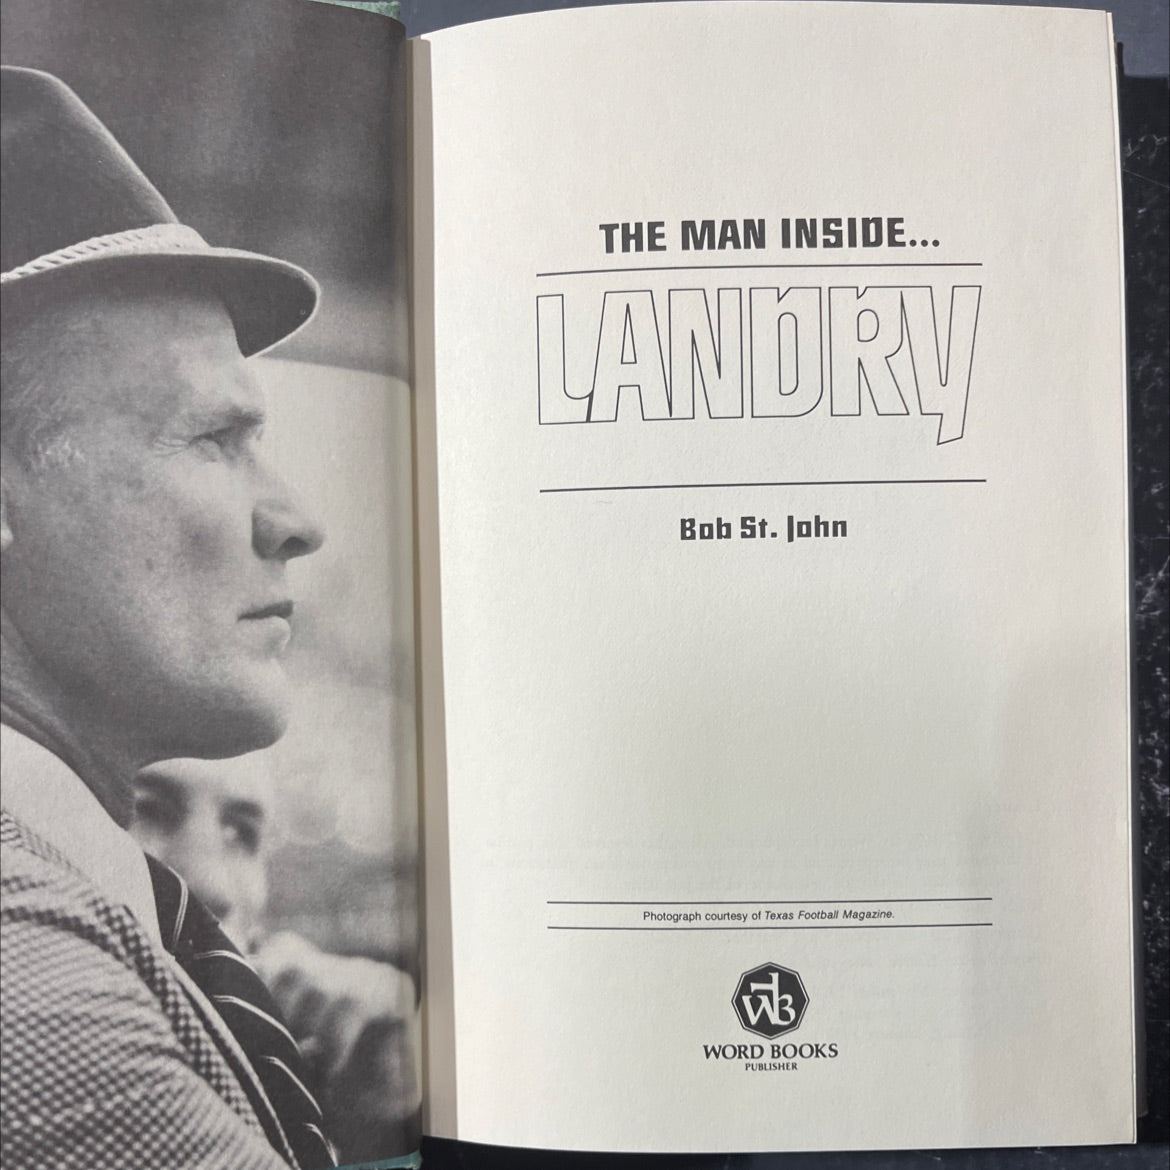 THE MAN INSIDE...
LANDRY
Bob St. John
Photograph courtesy of Texas Football Magazine.
WB
WORD BOOKS
PUBLISHER